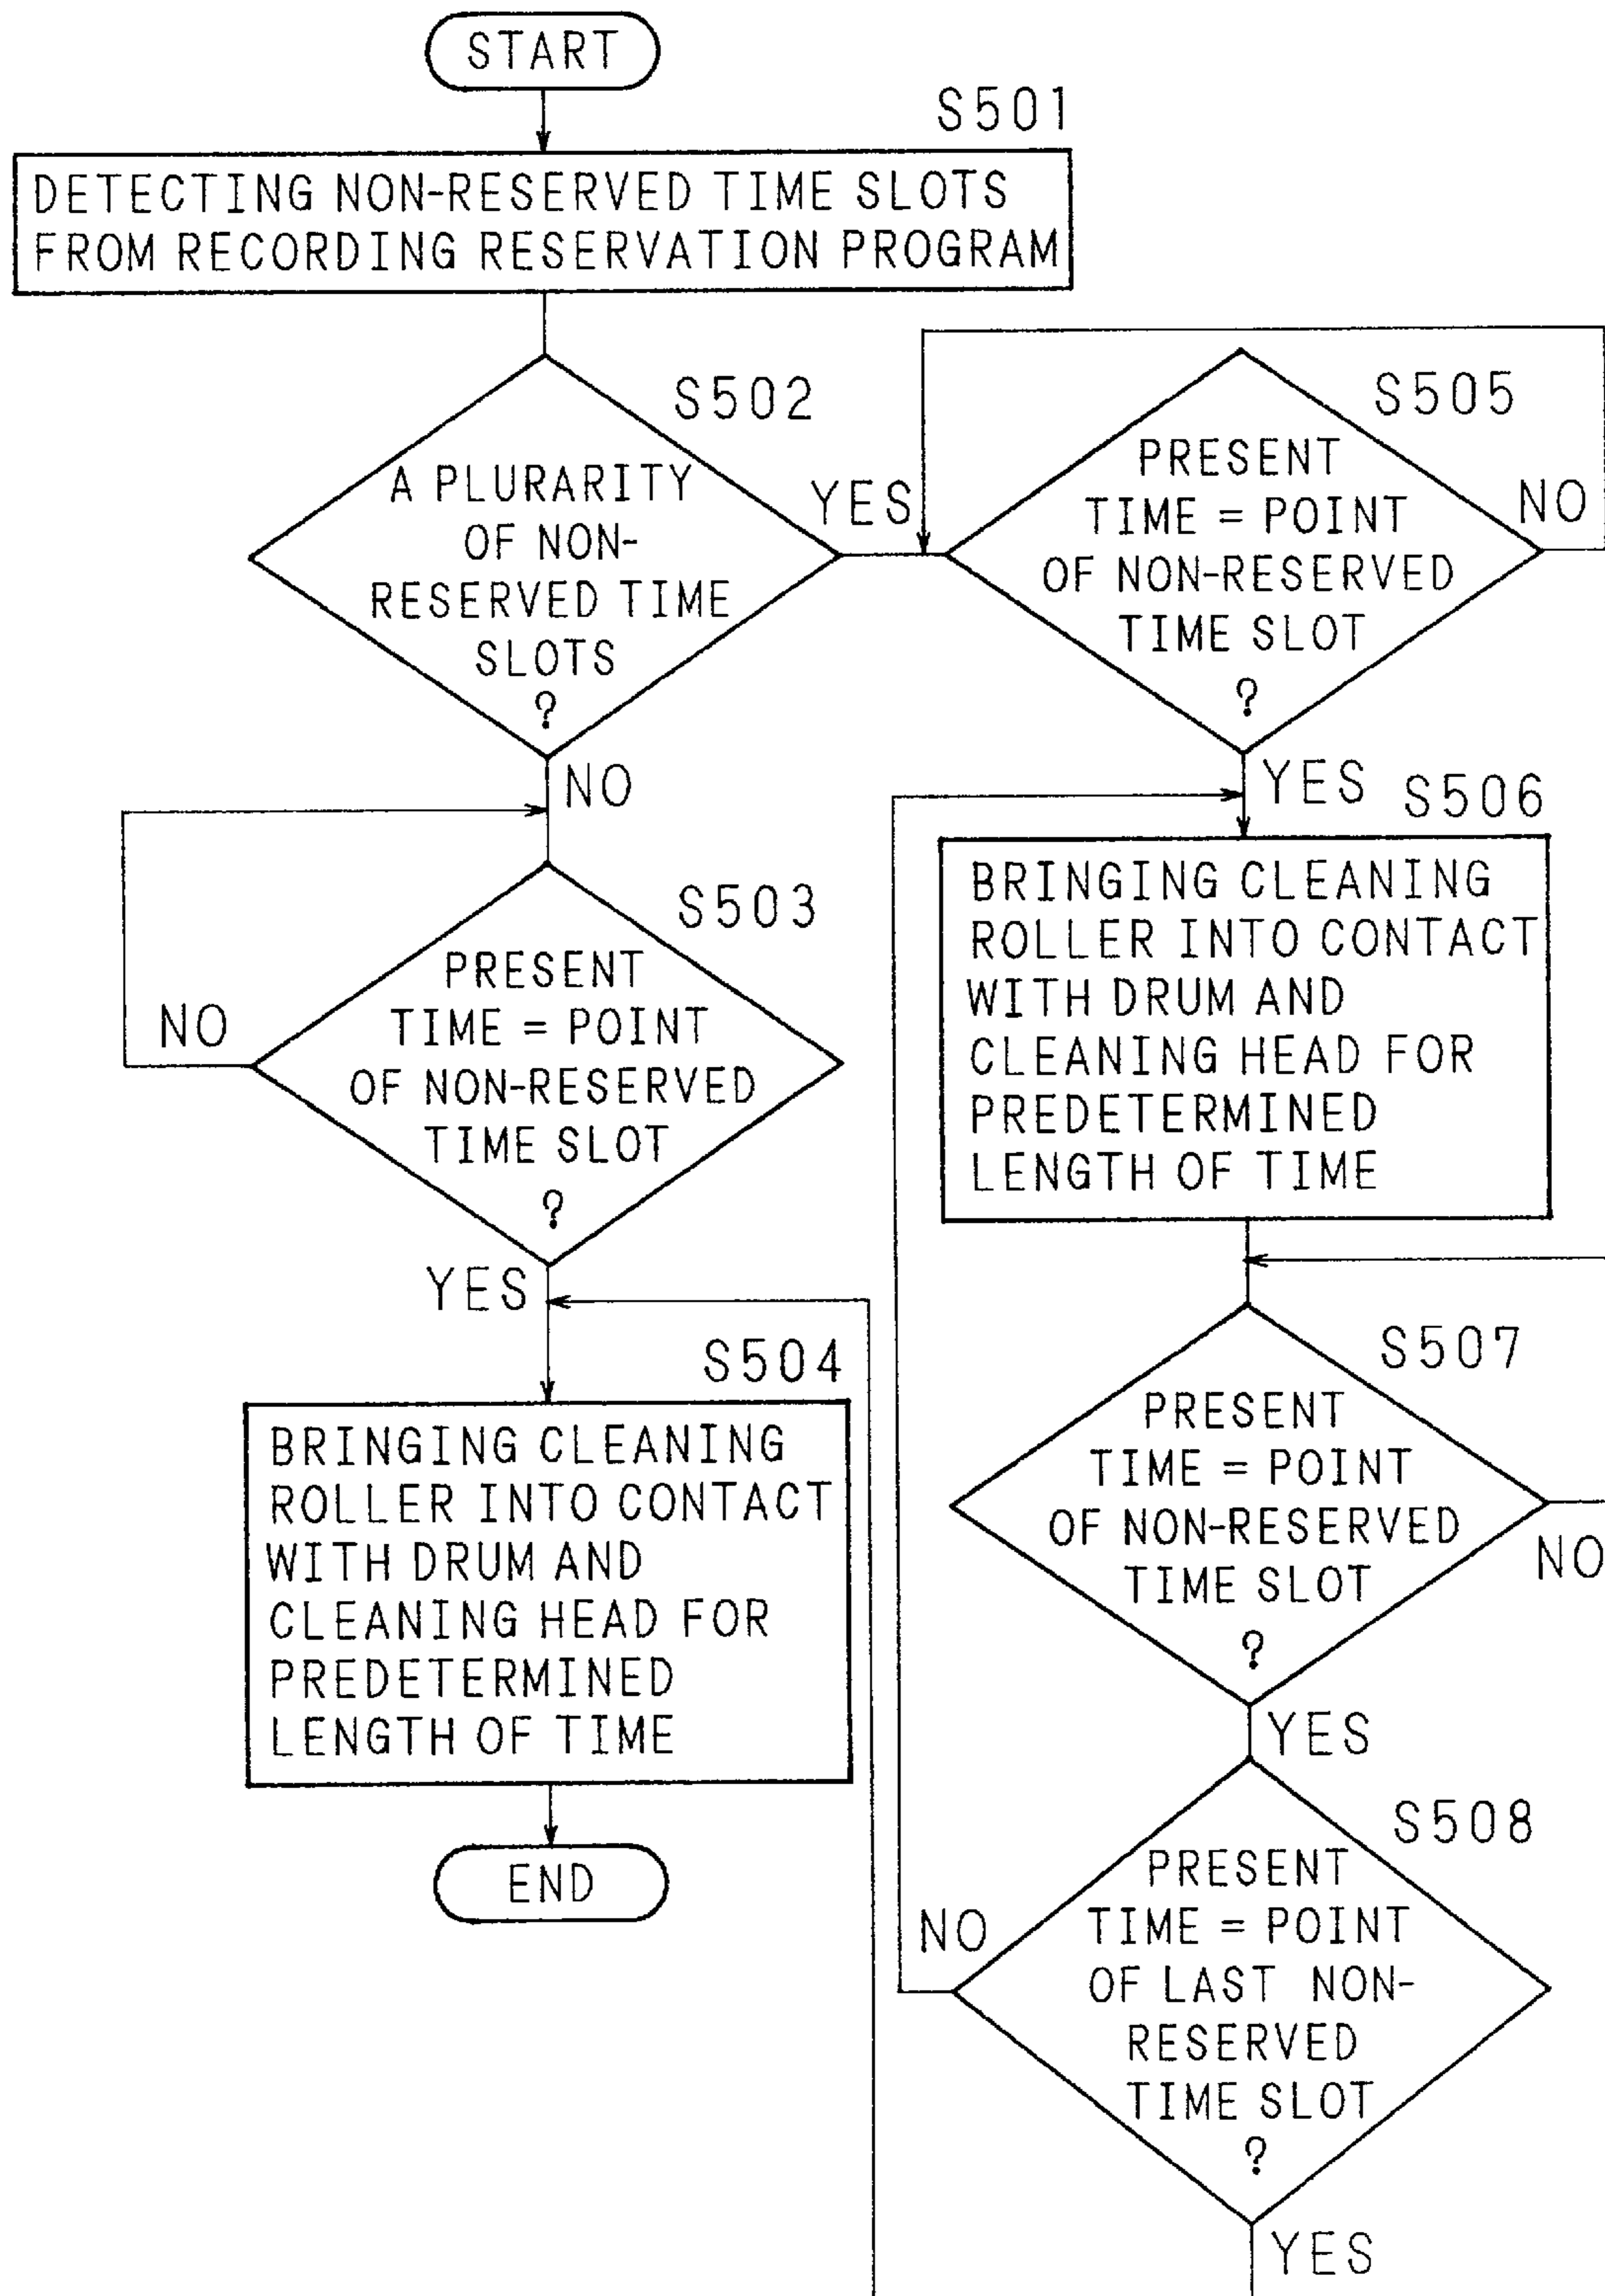 START
S501
DETECTING NON-RESERVED TIME SLOTS
FROM RECORDING RESERVATION PROGRAM
S502
A PLURARITY
OF NON-
RESERVED TIME
SLOTS
?
YES
NO
S503
PRESENT
TIME = POINT
OF NON-RESERVED
TIME SLOT
?
NO
YES
S504
BRINGING CLEANING
ROLLER INTO CONTACT
WITH DRUM AND
CLEANING HEAD FOR
PREDETERMINED
LENGTH OF TIME
END
S505
PRESENT
TIME = POINT
OF NON-RESERVED
TIME SLOT
?
NO
YES
S506
BRINGING CLEANING
ROLLER INTO CONTACT
WITH DRUM AND
CLEANING HEAD FOR
PREDETERMINED
LENGTH OF TIME
S507
PRESENT
TIME = POINT
OF NON-RESERVED
TIME SLOT
?
NO
YES
S508
PRESENT
TIME = POINT
OF LAST NON-
RESERVED
TIME SLOT
?
NO
YES